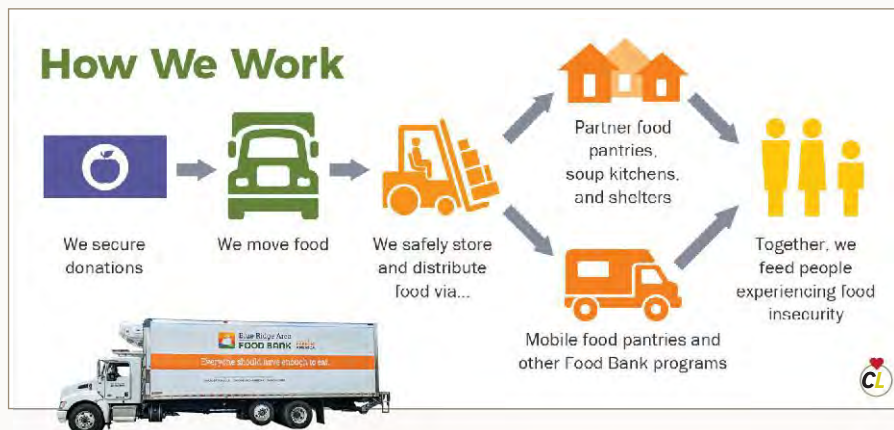 How We Work
We secure
donations
We move food
We safely store
and distribute
food via...
Partner food
pantries,
soup kitchens,
and shelters
Mobile food pantries and
other Food Bank programs
Together, we
feed people
experiencing food
insecurity
Blue Ridge Area
FOOD BANK
Everyone should have enough to eat.
CL